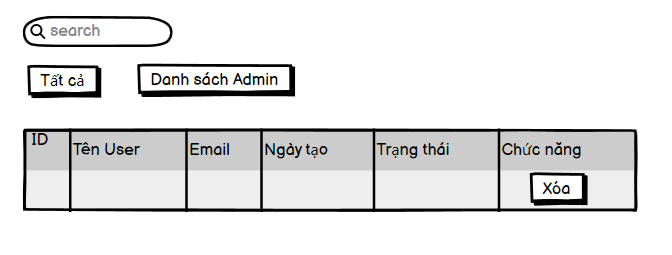 search
Tất cả
Danh sách Admin
ID
Tên User
Email
Ngày tạo
Trạng thái
Chức năng
Xóa